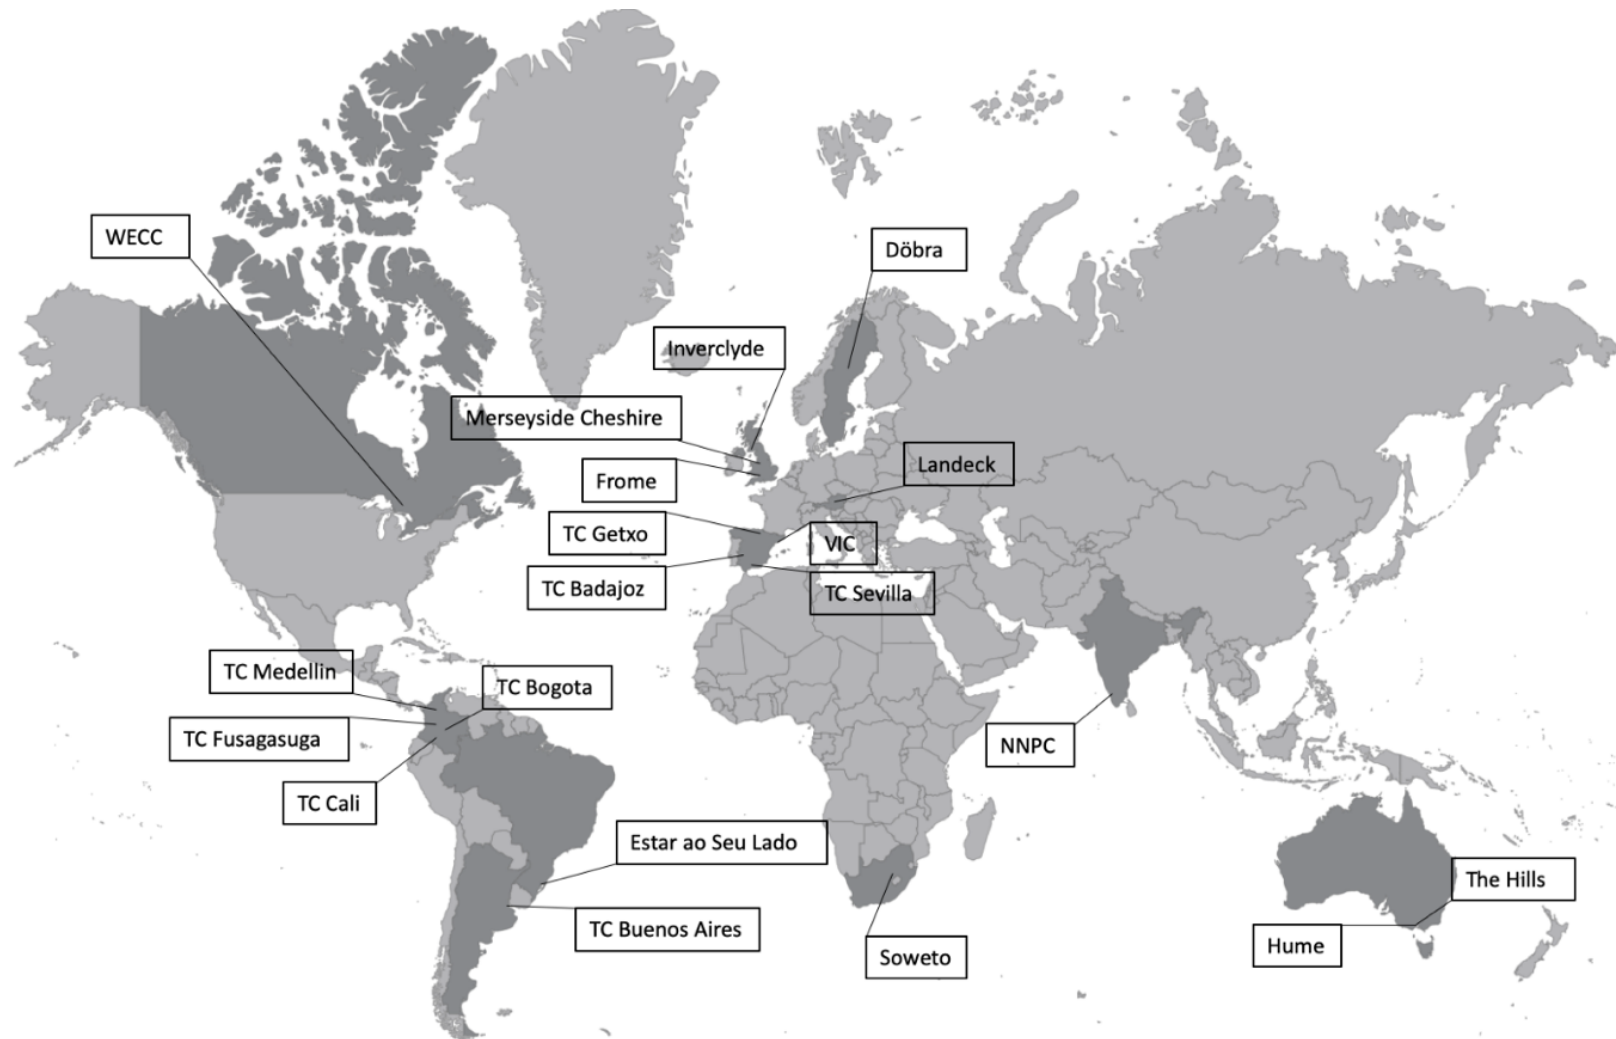 WECC
Döbra
Inverclyde
Merseyside Cheshire
Landeck
Frome
TC Getxo
VIC
TC Badajoz
TC Sevilla
TC Medellin
TC Bogota
TC Fusagasuga
NNPC
TC Cali
Estar ao Seu Lado
The Hills
TC Buenos Aires
Hume
Soweto